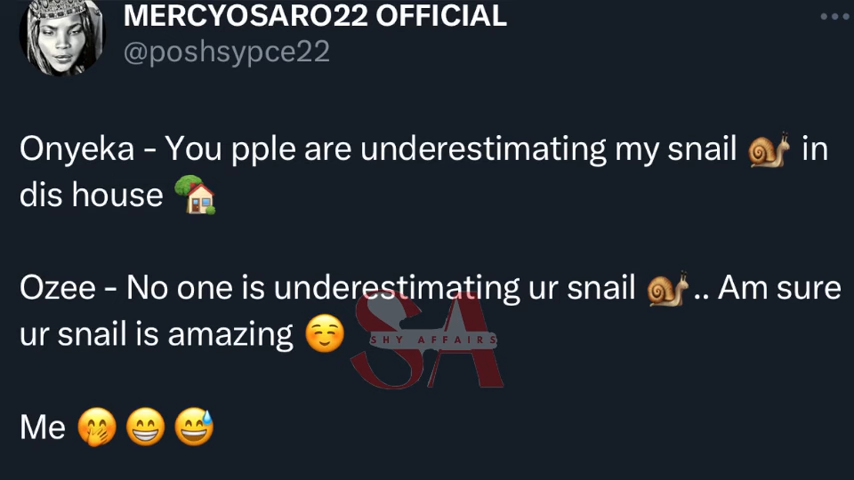 MERCYOSARO22 OFFICIAL
@poshsypce22
Onyeka - You pple are underestimating my snail 🐌 in
dis house 🏡
Ozee - No one is underestimating ur snail 🐌.. Am sure
ur snail is amazing ☺️
SA
SHY AFFAIRS
Me 🤭😁😅